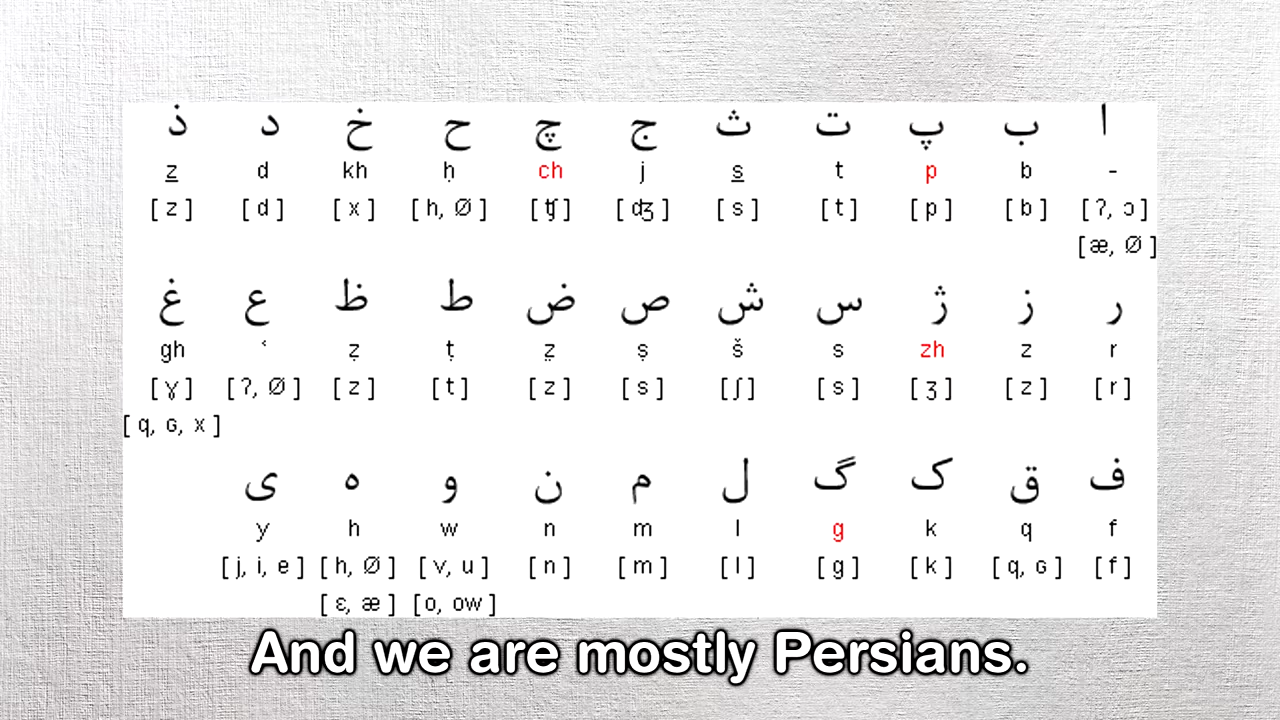 ا ب پ ت ث ج چ ح خ د ذ
z̲ d kh ḥ ch j s̲ t p b -
[z] [d] [x] [h, Ø] [ʧ] [ʤ] [s] [t] [p] [b] [ʔ, ɔ]
[æ, Ø]
ر ز ژ س ش ص ض ط ظ ع غ
gh ʿ ẓ ṭ ẓ ṣ š s zh z r
[ɣ] [ʔ, Ø] [z] [t] [z] [s] [ʃ] [s] [ʒ] [z] [r]
[q, ɢ, x]
ف ق ک گ ل م ن و ه ی
y h w n m l g k q f
[j, i, e] [h, Ø] [v, u] [n] [m] [l] [g] [k] [q, ɢ] [f]
[ɛ, æ] [o, ow]
And we are mostly Persians.